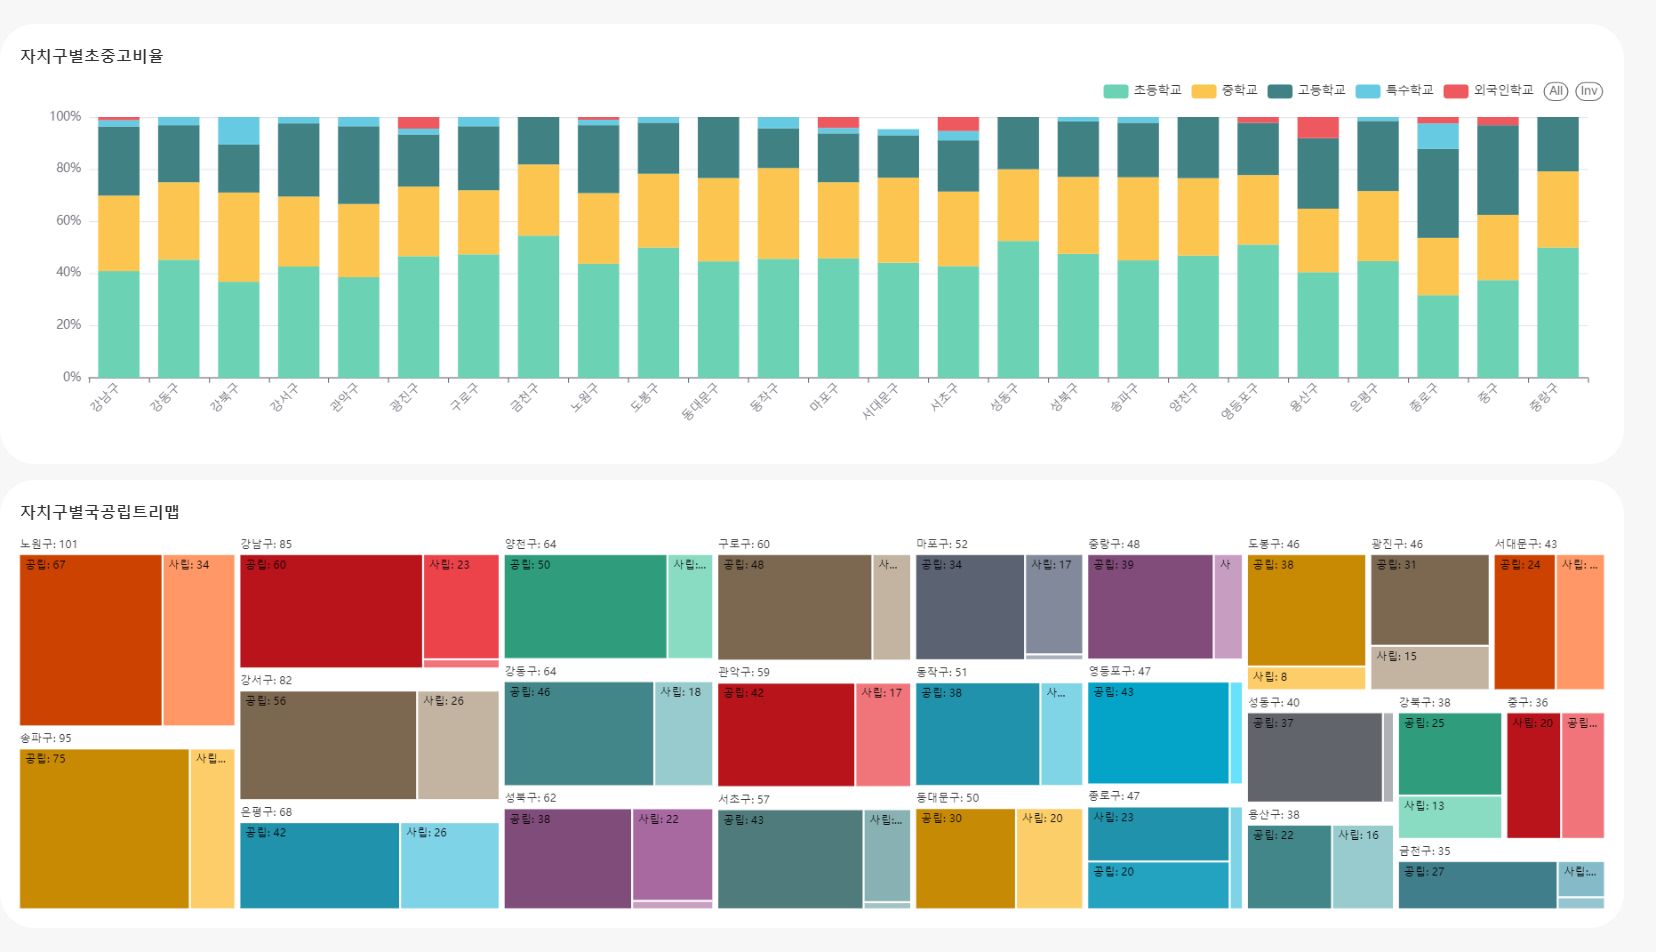 자치구별초중고비율
초등학교 중학교 고등학교 특수학교 외국인학교 All Inv
100%
80%
60%
40%
20%
0%
강남구 강동구 강북구 강서구 관악구 광진구 구로구 금천구 노원구 도봉구 동대문구 동작구 마포구 서대문구 서초구 성동구 성북구 송파구 양천구 영등포구 용산구 은평구 종로구 중구 중랑구
자치구별국공립트리맵
노원구: 101
공립: 67 사립: 34
송파구: 95
공립: 75 사립...
강남구: 85
공립: 60 사립: 23
강서구: 82
공립: 56 사립: 26
은평구: 68
공립: 42 사립: 26
양천구: 64
공립: 50 사립:...
강동구: 64
공립: 46 사립: 18
성북구: 62
공립: 38 사립: 22
구로구: 60
공립: 48 사...
관악구: 59
공립: 42 사립: 17
서초구: 57
공립: 43 사립:...
마포구: 52
공립: 34 사립: 17
동작구: 51
공립: 38 사...
동대문구: 50
공립: 30 사립: 20
중랑구: 48
공립: 39 사
영등포구: 47
공립: 43
종로구: 47
사립: 23
공립: 20
도봉구: 46
공립: 38
사립: 8
광진구: 46
공립: 31
사립: 15
서대문구: 43
공립: 24 사립: ...
성동구: 40
공립: 37
용산구: 38
공립: 22 사립: 16
강북구: 38
공립: 25
사립: 13
중구: 36
사립: 20 공립...
금천구: 35
공립: 27 사립:...